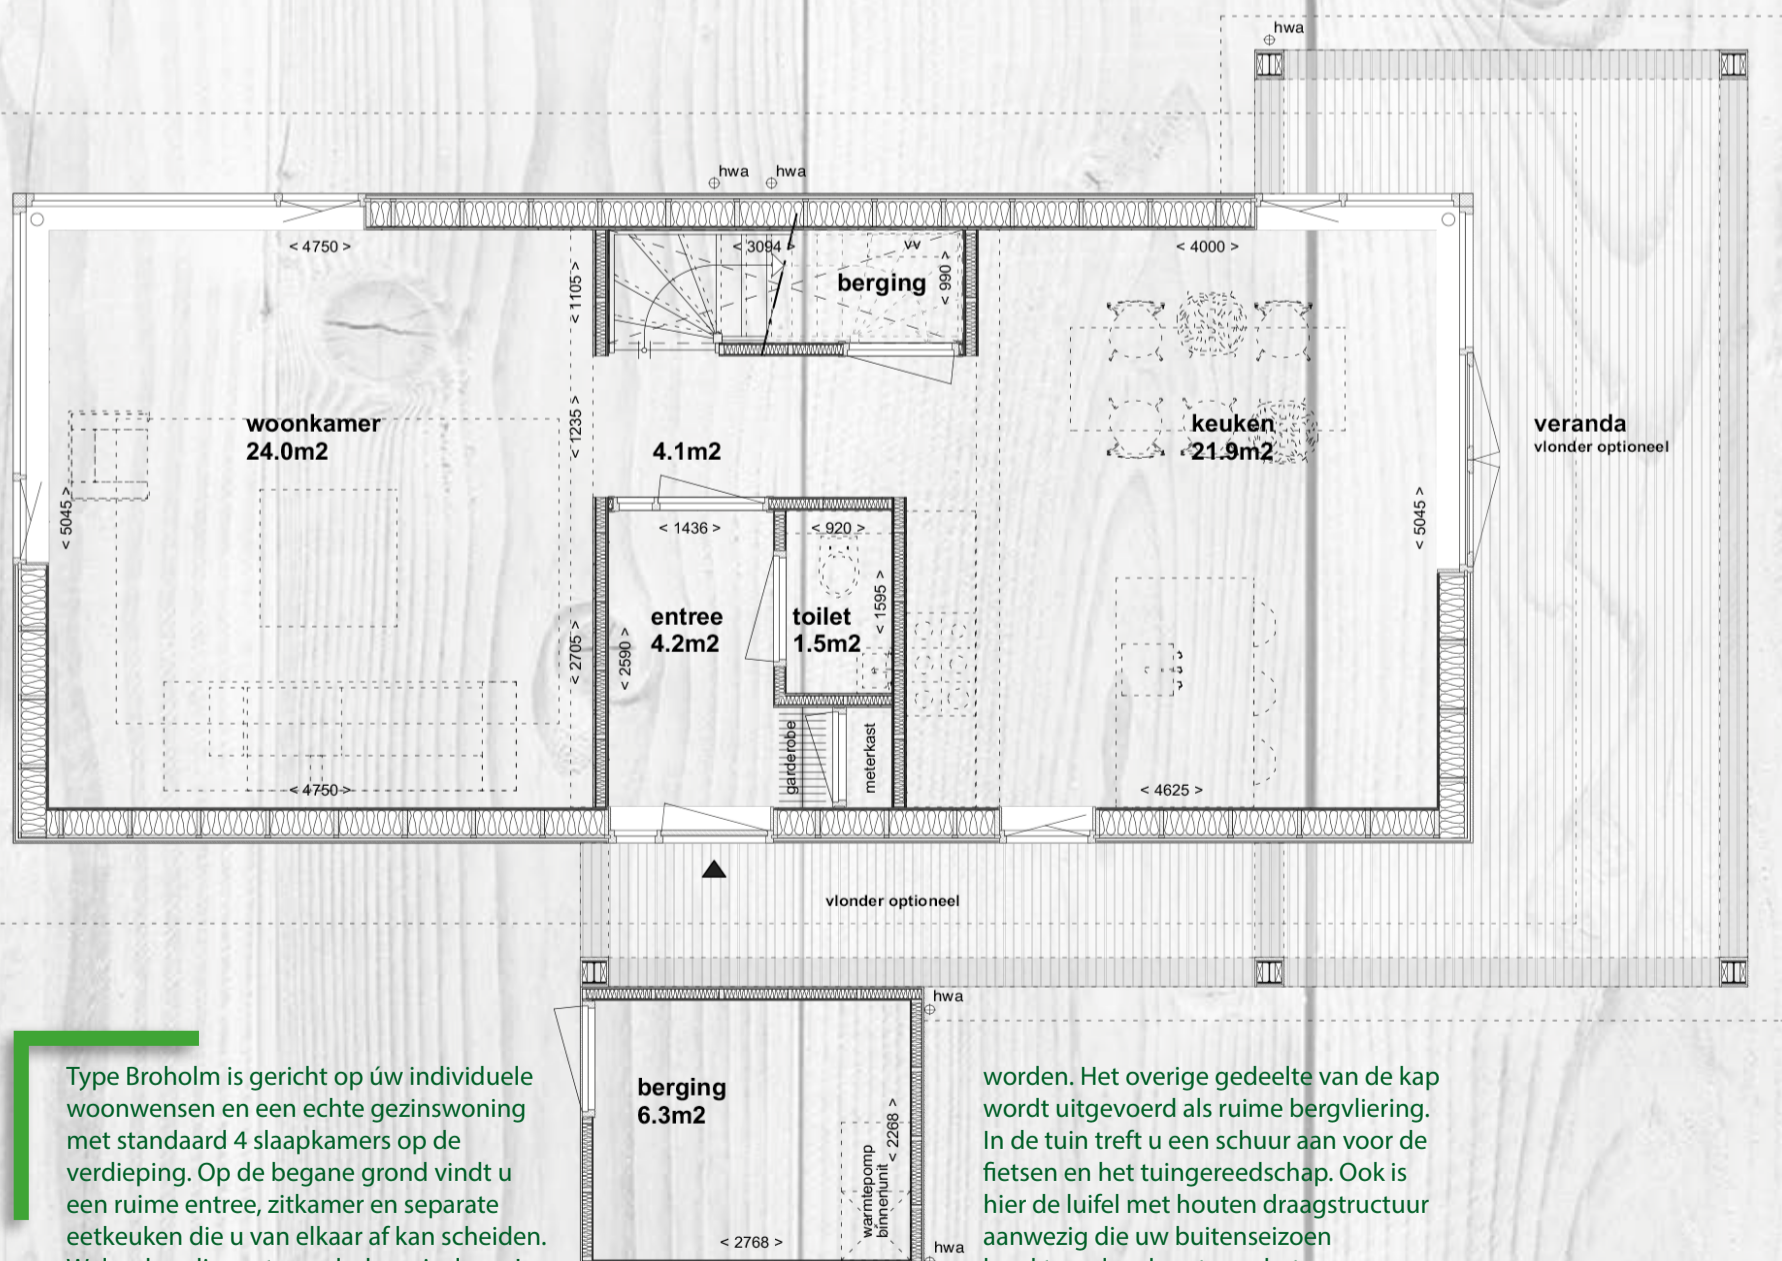 hwa
hwa hwa
< 4750 >
< 3094 >
vv
< 4000 >
< 1105 >
berging
< 990 >
woonkamer
24.0m2
< 1235 >
4.1m2
keuken
21.9m2
veranda
vlonder optioneel
< 5045 >
< 5045 >
< 1436 >
< 920 >
< 1595 >
entree
4.2m2
toilet
1.5m2
< 2705 >
< 2590 >
garderobe
meterkast
< 4750 >
< 4625 >
vlonder optioneel
hwa
berging
6.3m2
< 2268 >
warmtepomp
binnenunit
< 2768 >
hwa
Type Broholm is gericht op úw individuele
woonwensen en een echte gezinswoning
met standaard 4 slaapkamers op de
verdieping. Op de begane grond vindt u
een ruime entree, zitkamer en separate
eetkeuken die u van elkaar af kan scheiden.
worden. Het overige gedeelte van de kap
wordt uitgevoerd als ruime bergvliering.
In de tuin treft u een schuur aan voor de
fietsen en het tuingereedschap. Ook is
hier de luifel met houten draagstructuur
aanwezig die uw buitenseizoen